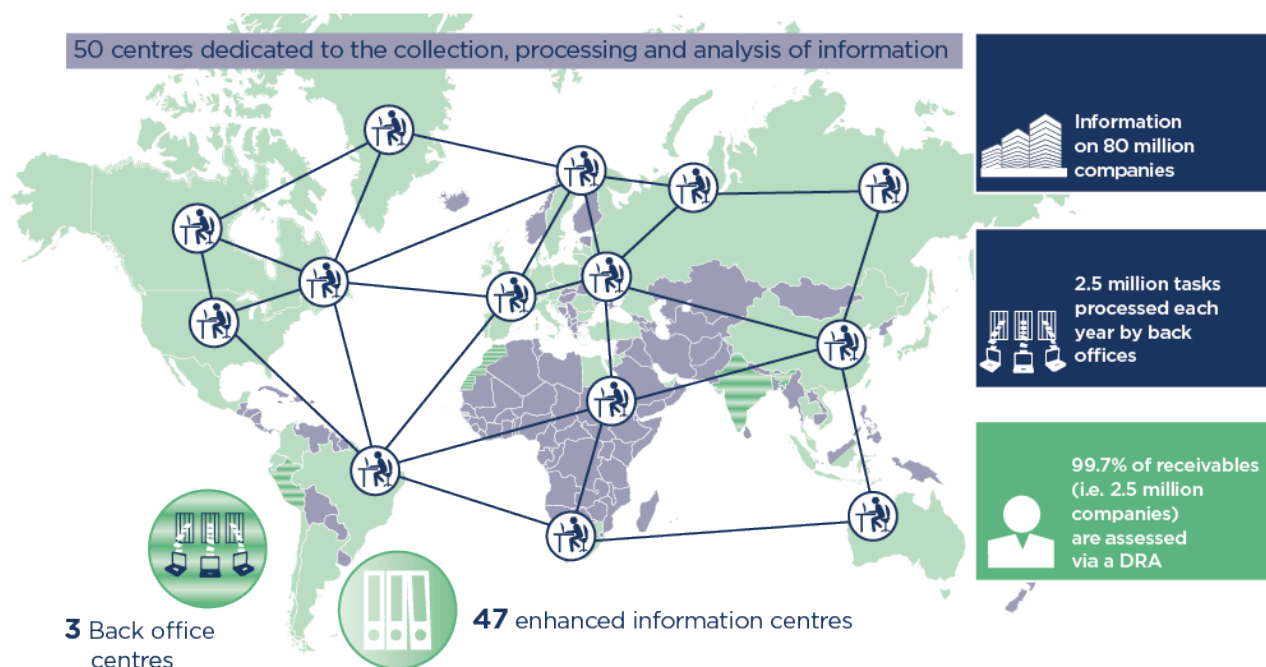 50 centres dedicated to the collection, processing and analysis of information
Information
on 80 million
companies
2.5 million tasks
processed each
year by back
offices
99.7% of receivables
(i.e. 2.5 million
companies)
are assessed
via a DRA
3 Back office
centres
47 enhanced information centres